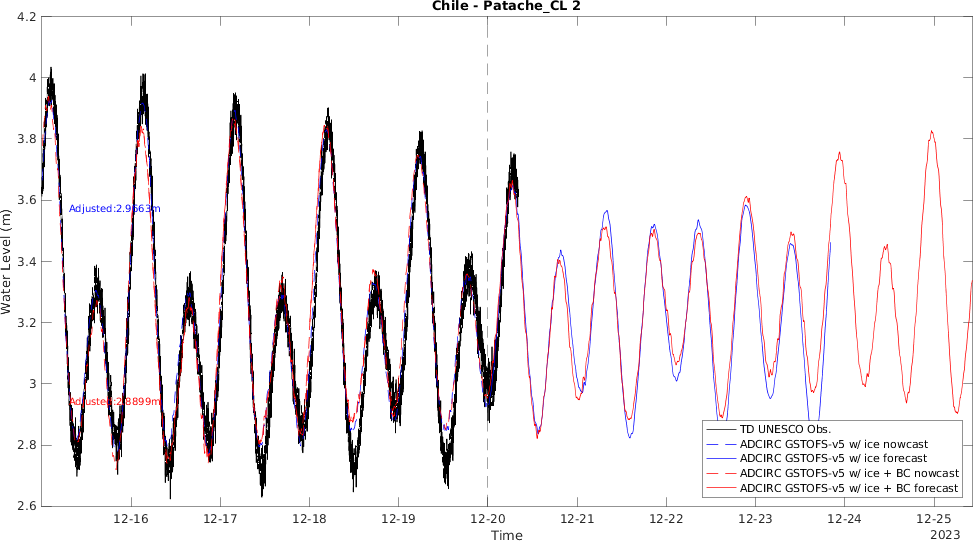 Chile - Patache_CL 2
4.2
4
3.8
3.6
3.4
3.2
3
2.8
2.6
Water Level (m)
Adjusted:2.9663m
Adjusted:2.8899m
TD UNESCO Obs.
ADCIRC GSTOFS-v5 w/ ice nowcast
ADCIRC GSTOFS-v5 w/ ice forecast
ADCIRC GSTOFS-v5 w/ ice + BC nowcast
ADCIRC GSTOFS-v5 w/ ice + BC forecast
12-16 12-17 12-18 12-19 12-20 12-21 12-22 12-23 12-24 12-25
2023
Time